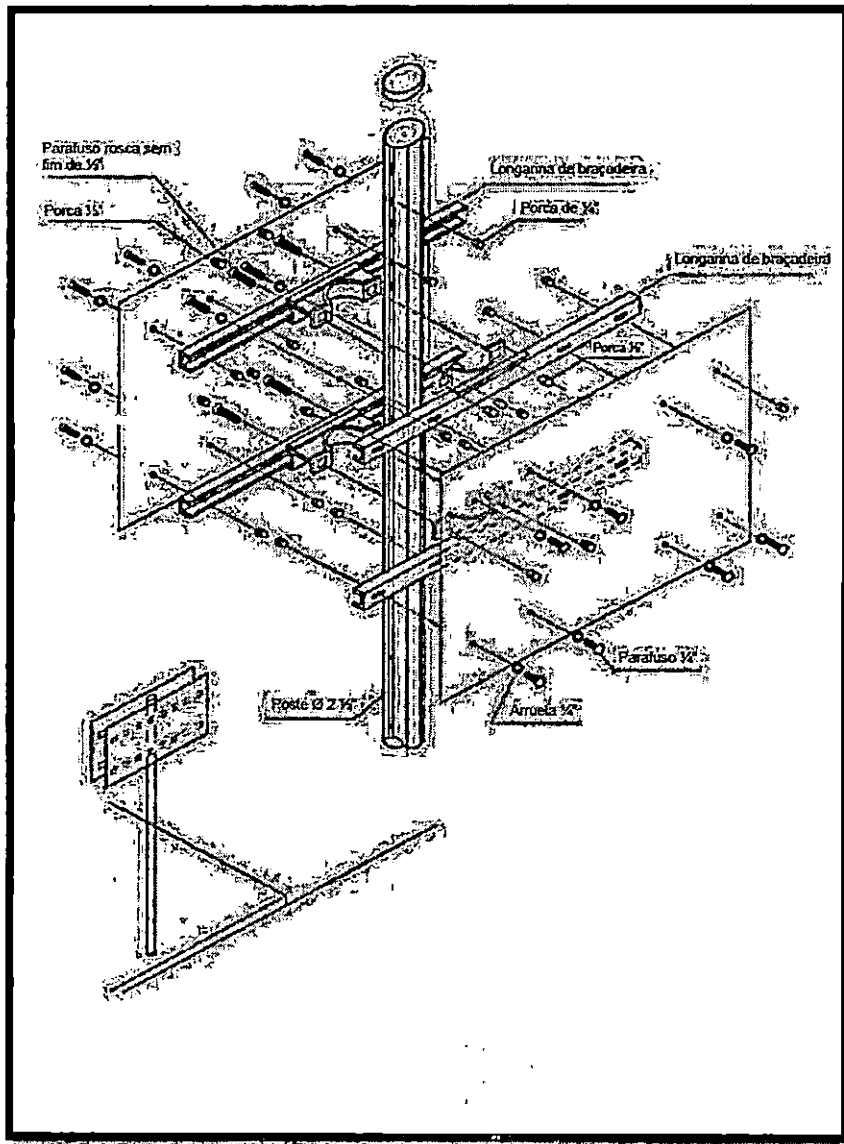 Parafuso rosca sem
fim de ½"
Porca ½"
Longarina de braçadeira
Porca de ¼"
Longarina de braçadeira
Porca ½"
Parafuso ¼"
Poste Ø 2 ½"
Arruela ¼"